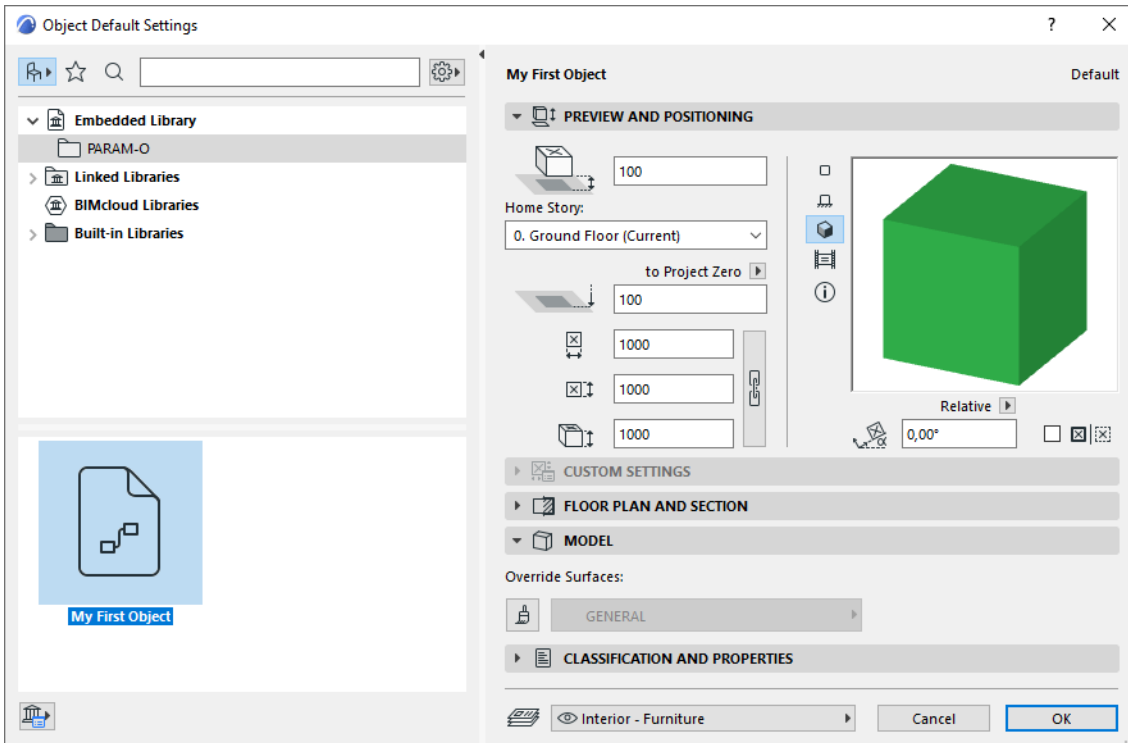 Object Default Settings
Embedded Library
PARAM-O
Linked Libraries
BIMcloud Libraries
Built-in Libraries
My First Object
My First Object
Default
PREVIEW AND POSITIONING
100
Home Story:
0. Ground Floor (Current)
to Project Zero
100
1000
1000
1000
Relative
α
0,00°
CUSTOM SETTINGS
FLOOR PLAN AND SECTION
MODEL
Override Surfaces:
GENERAL
CLASSIFICATION AND PROPERTIES
Interior - Furniture
Cancel
OK